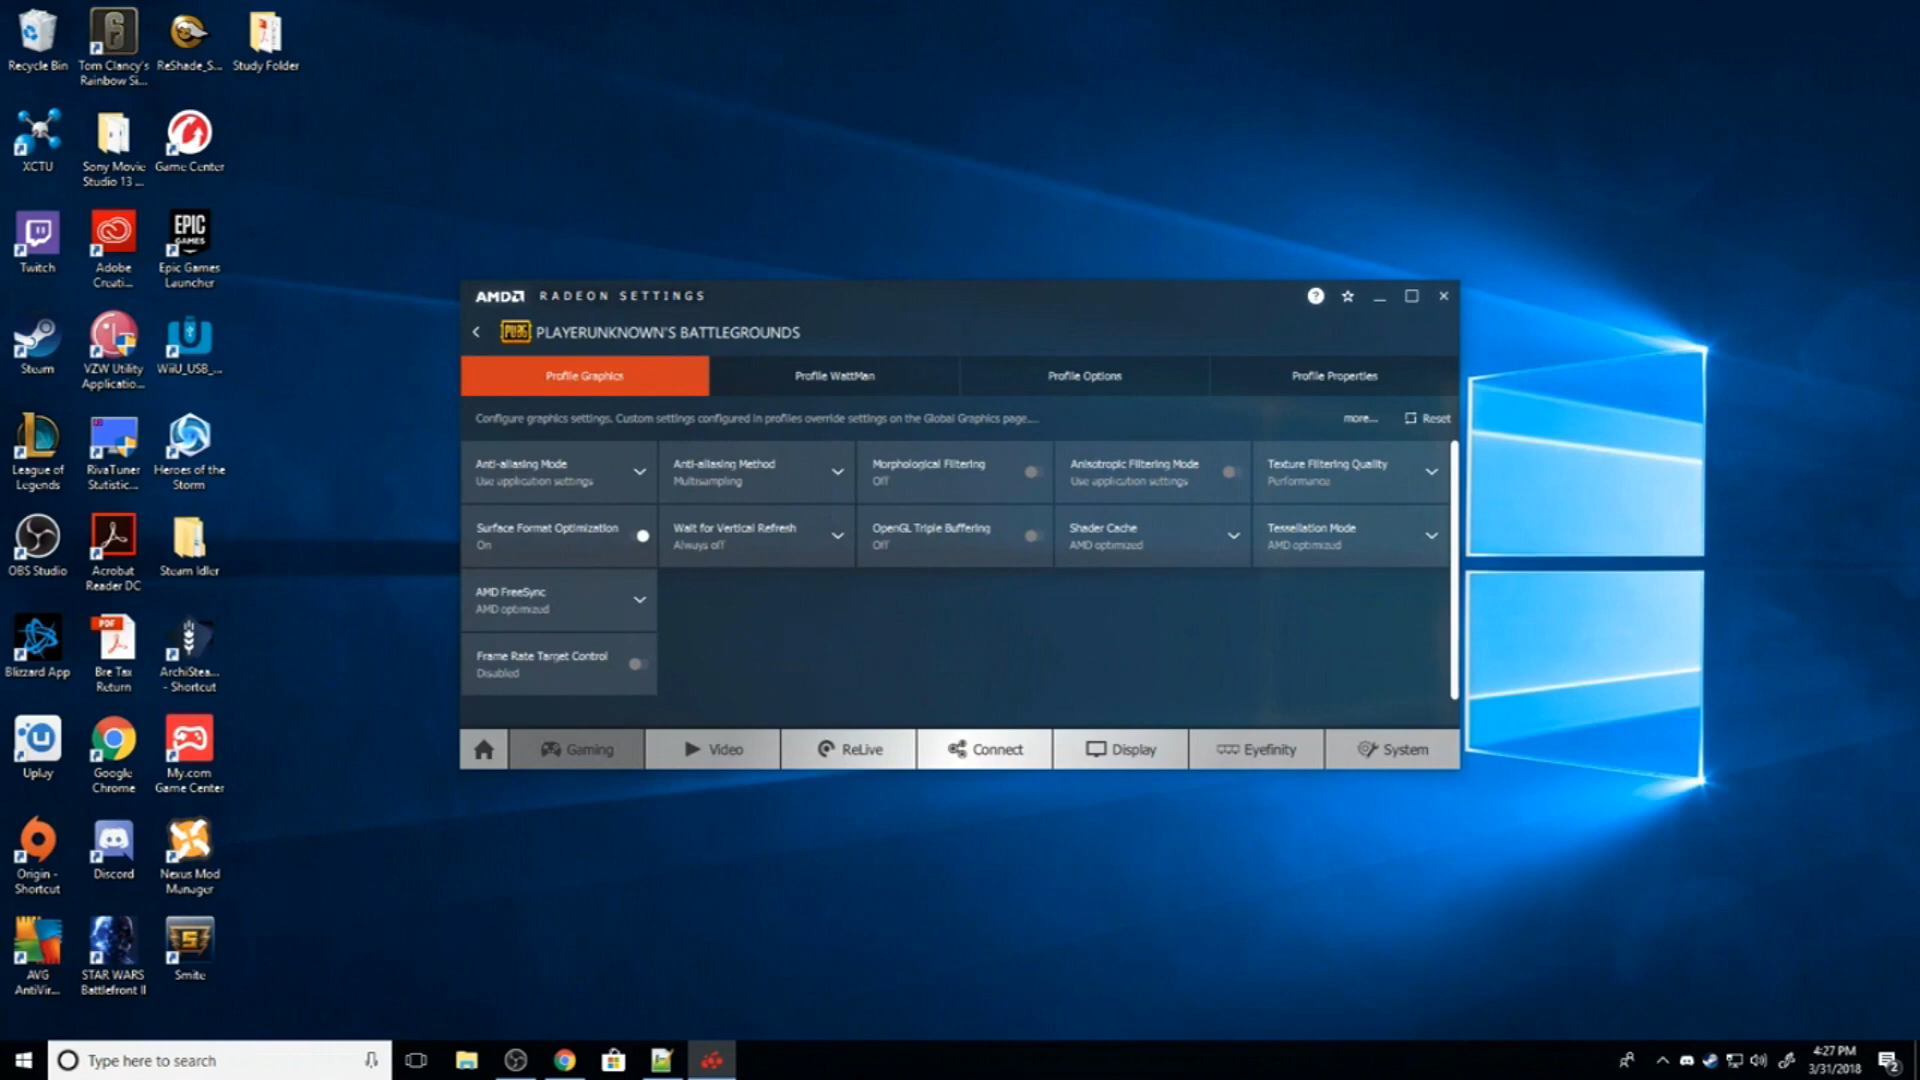 Recycle Bin
Tom Clancy's
Rainbow Si...
ReShade_S...
Study Folder
XCTU
Sony Movie
Studio 13 ...
Game Center
Twitch
Adobe
Creati...
EPIC
GAMES
Epic Games
Launcher
Steam
VZW Utility
Applicatio...
WiiU_USB_...
League of
Legends
RivaTuner
Statistic...
Heroes of the
Storm
OBS Studio
Acrobat
Reader DC
Steam Idler
Blizzard App
PDF
Bre Tax
Return
ArchiStea...
- Shortcut
Uplay
Google
Chrome
My.com
Game Center
Origin -
Shortcut
Discord
Nexus Mod
Manager
AVG
AntiVir...
STAR WARS
Battlefront II
Smite
AMD RADEON SETTINGS
PUBG PLAYERUNKNOWN'S BATTLEGROUNDS
Profile Graphics
Profile WattMan
Profile Options
Profile Properties
Configure graphics settings. Custom settings configured in profiles override settings on the Global Graphics page....
more...
Reset
Anti-aliasing Mode
Use application settings
Anti-aliasing Method
Multisampling
Morphological Filtering
Off
Anisotropic Filtering Mode
Use application settings
Texture Filtering Quality
Performance
Surface Format Optimization
On
Wait for Vertical Refresh
Always off
OpenGL Triple Buffering
Off
Shader Cache
AMD optimized
Tessellation Mode
AMD optimized
AMD FreeSync
AMD optimized
Frame Rate Target Control
Disabled
Gaming
Video
ReLive
Connect
Display
Eyefinity
System
Type here to search
4:27 PM
3/31/2018
2